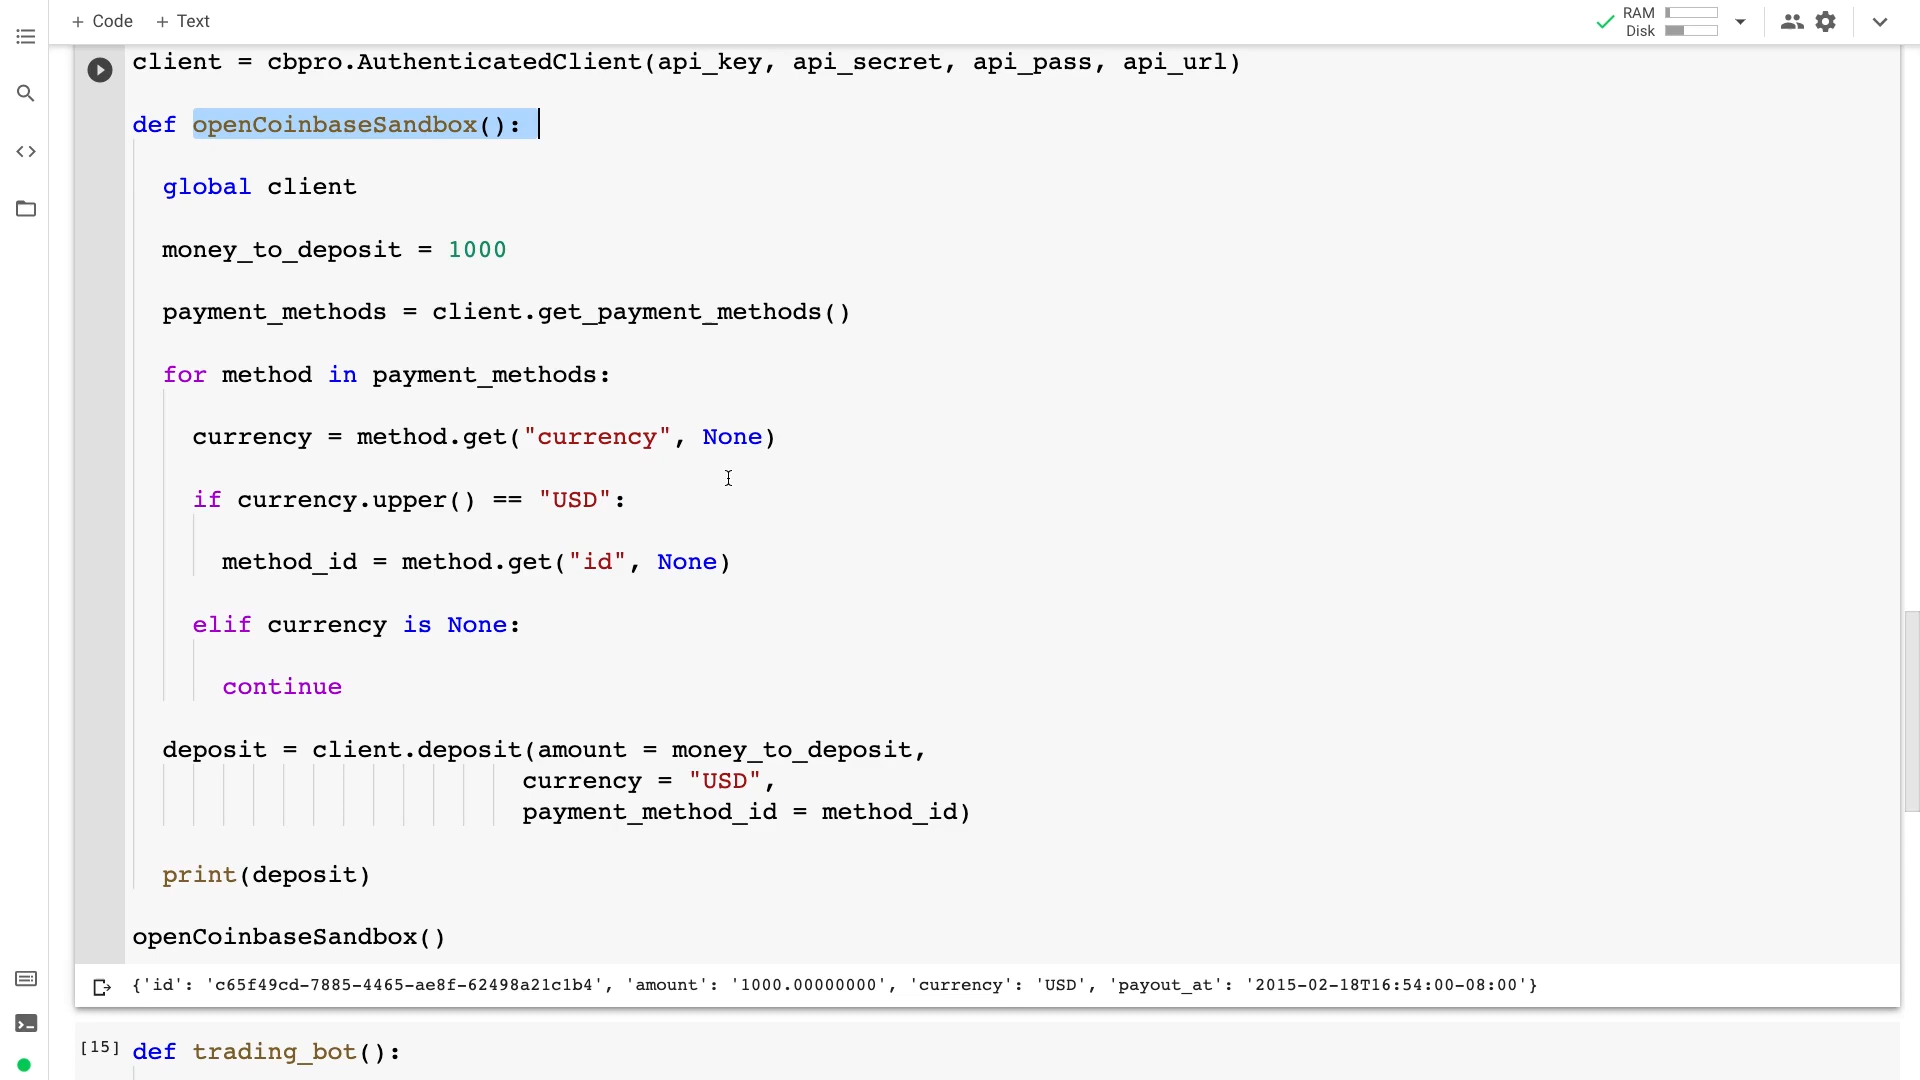 + Code + Text
RAM
Disk
client = cbpro.AuthenticatedClient(api_key, api_secret, api_pass, api_url)
def openCoinbaseSandbox():
global client
money_to_deposit = 1000
payment_methods = client.get_payment_methods()
for method in payment_methods:
currency = method.get("currency", None)
if currency.upper() == "USD":
method_id = method.get("id", None)
elif currency is None:
continue
deposit = client.deposit(amount = money_to_deposit,
currency = "USD",
payment_method_id = method_id)
print(deposit)
openCoinbaseSandbox()
{'id': 'c65f49cd-7885-4465-ae8f-62498a21c1b4', 'amount': '1000.00000000', 'currency': 'USD', 'payout_at': '2015-02-18T16:54:00-08:00'}
[15] def trading_bot():